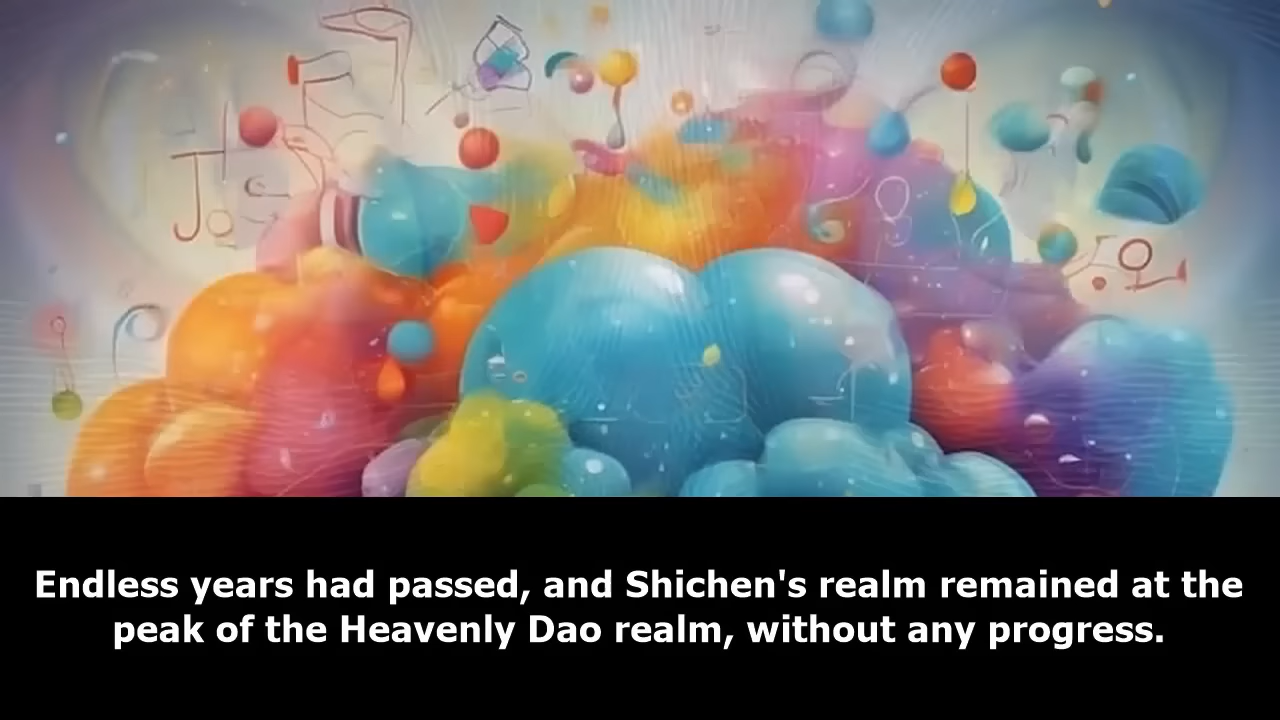 Endless years had passed, and Shichen's realm remained at the
peak of the Heavenly Dao realm, without any progress.